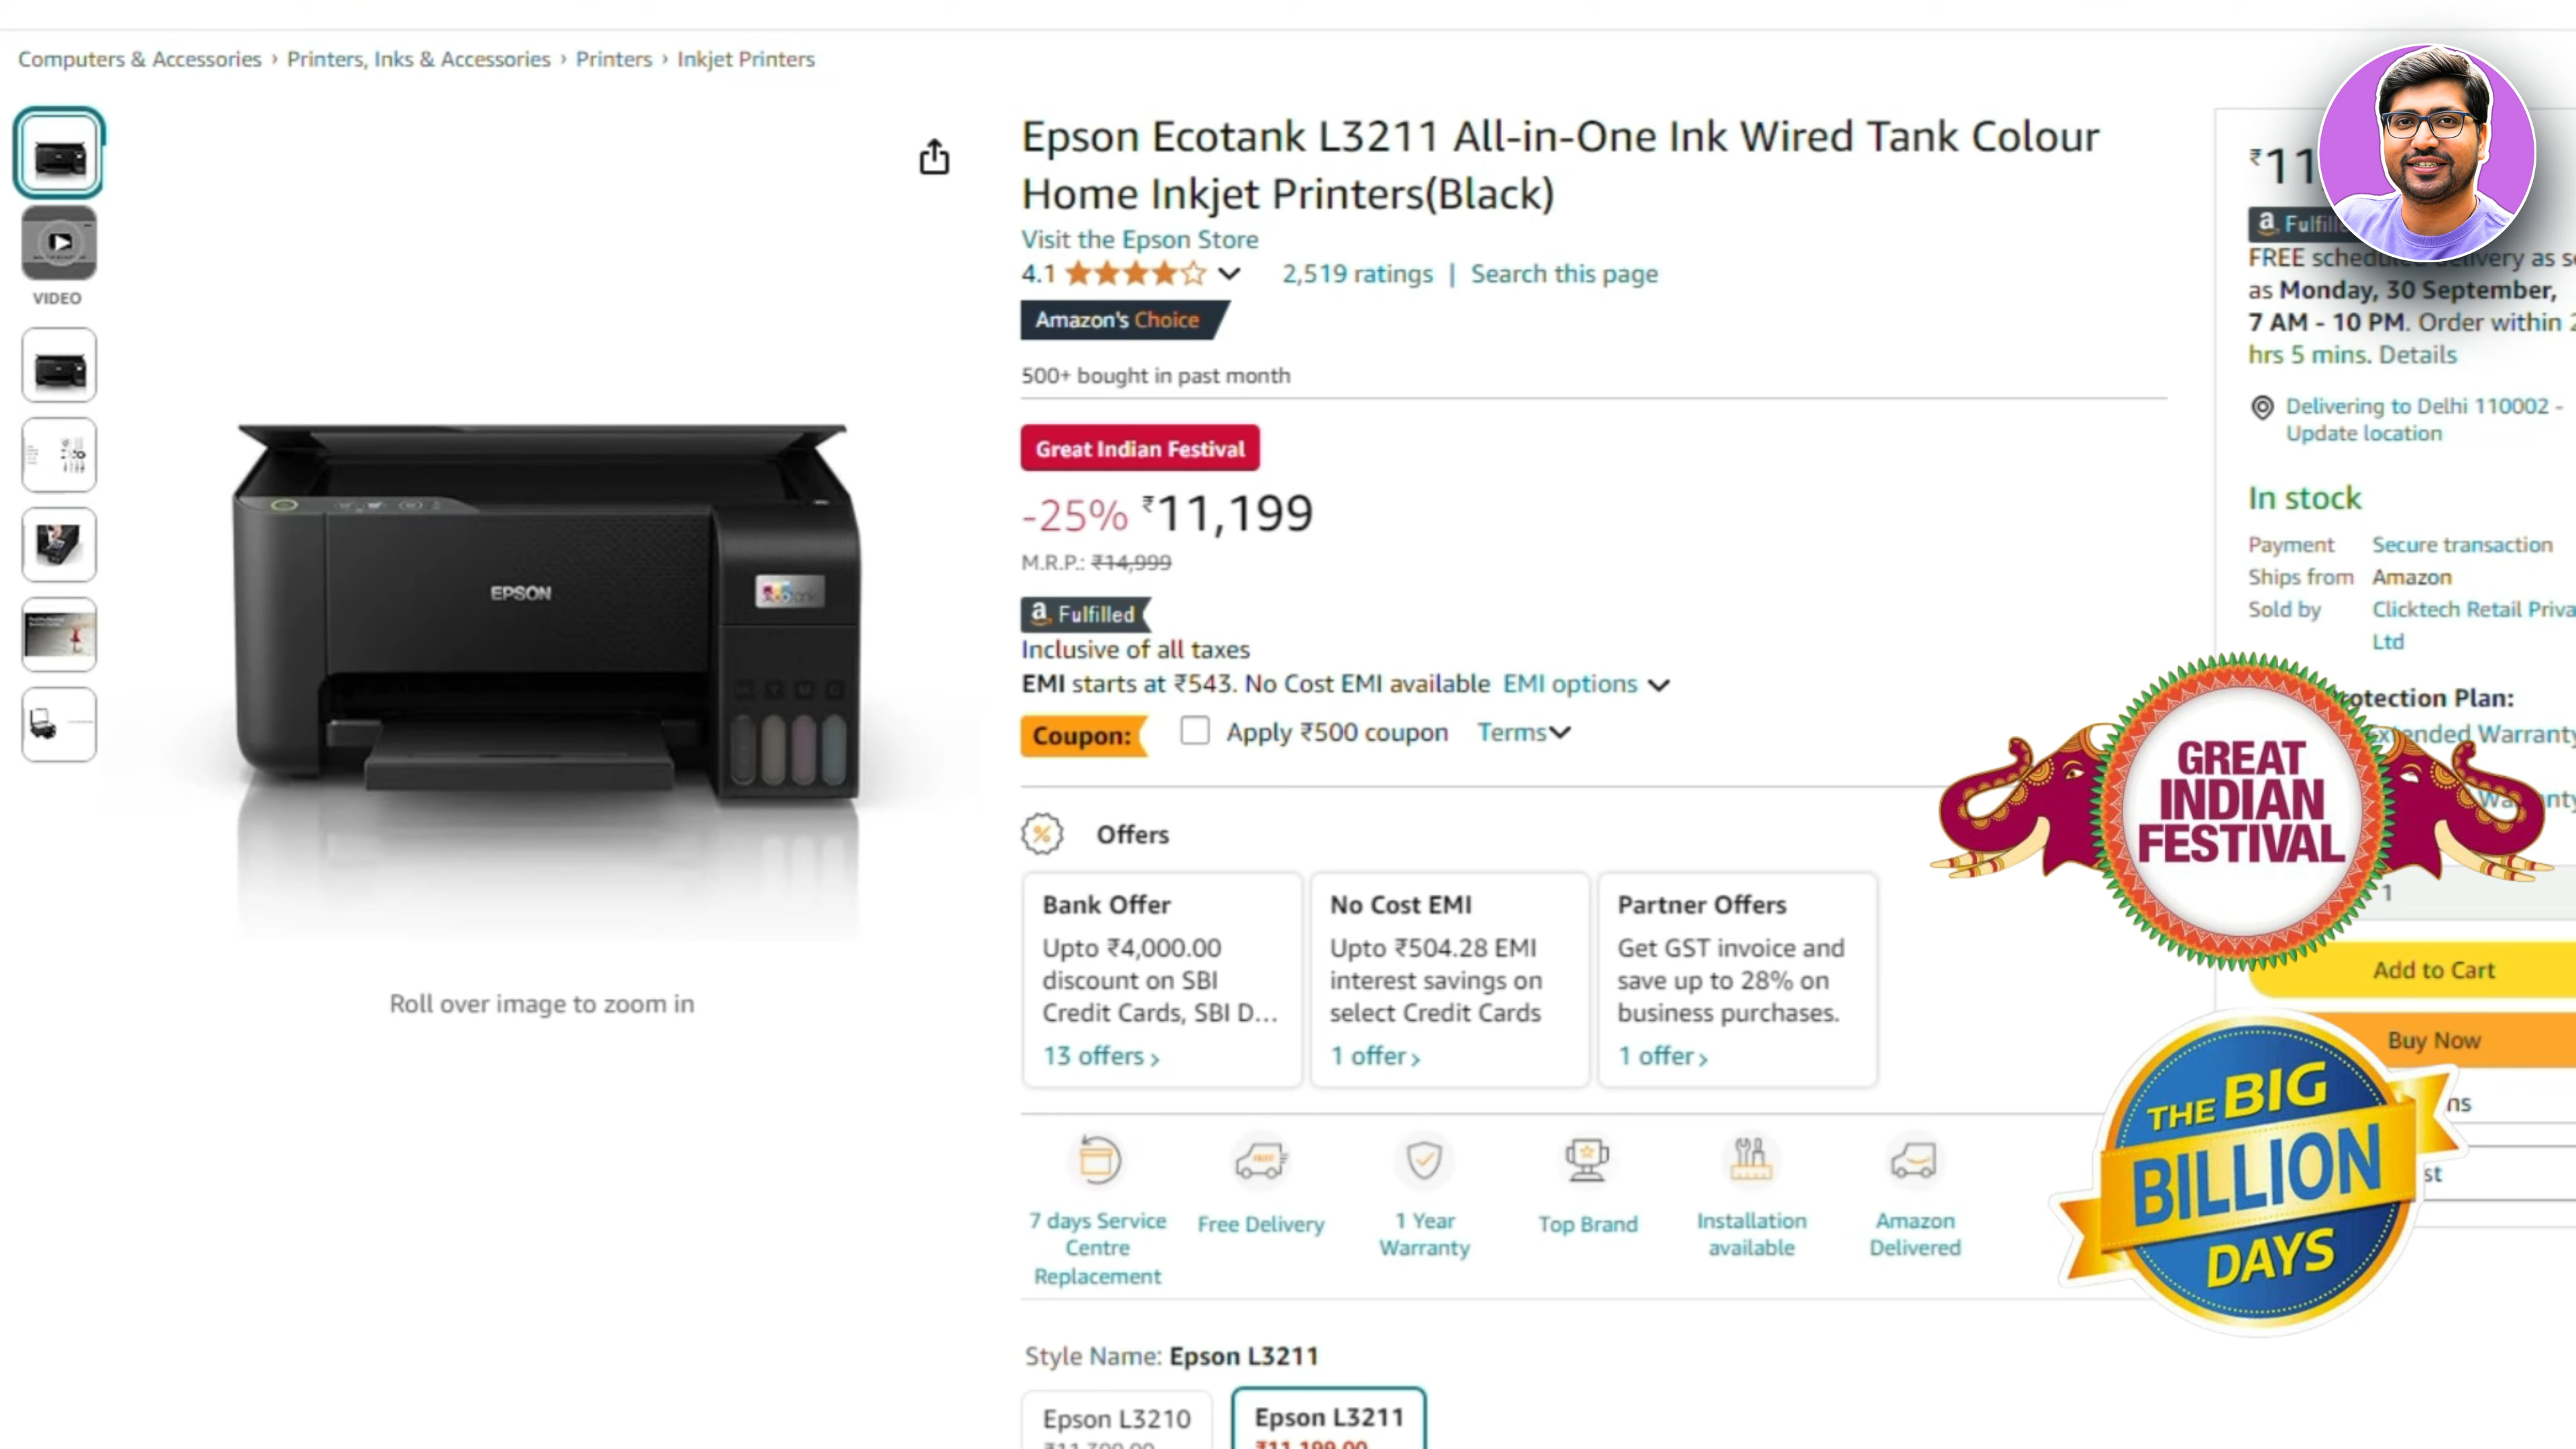 Computers & Accessories › Printers, Inks & Accessories › Printers › Inkjet Printers
VIDEO
EPSON
Roll over image to zoom in
Epson Ecotank L3211 All-in-One Ink Wired Tank Colour
Home Inkjet Printers(Black)
Visit the Epson Store
4.1
2,519 ratings | Search this page
Amazon's Choice
500+ bought in past month
Great Indian Festival
-25% ₹11,199
M.R.P.: ₹14,999
a Fulfilled
Inclusive of all taxes
EMI starts at ₹543. No Cost EMI available EMI options
Coupon: Apply ₹500 coupon Terms
Offers
Bank Offer
Upto ₹4,000.00
discount on SBI
Credit Cards, SBI D...
13 offers ›
No Cost EMI
Upto ₹504.28 EMI
interest savings on
select Credit Cards
1 offer ›
Partner Offers
Get GST invoice and
save up to 28% on
business purchases.
1 offer ›
7 days Service
Centre
Replacement
Free Delivery
1 Year
Warranty
Top Brand
Installation
available
Amazon
Delivered
Style Name: Epson L3211
Epson L3210
Epson L3211
₹11,199.00
₹11
a Fulfil
FREE delivery as
as Monday, 30 September,
7 AM - 10 PM. Order within
hrs 5 mins. Details
Delivering to Delhi 110002 -
Update location
In stock
Payment Secure transaction
Ships from Amazon
Sold by Clicktech Retail Priva
Ltd
Plan:
Warranty
GREAT
INDIAN
FESTIVAL
1
Add to Cart
Buy Now
THE BIG
BILLION
DAYS